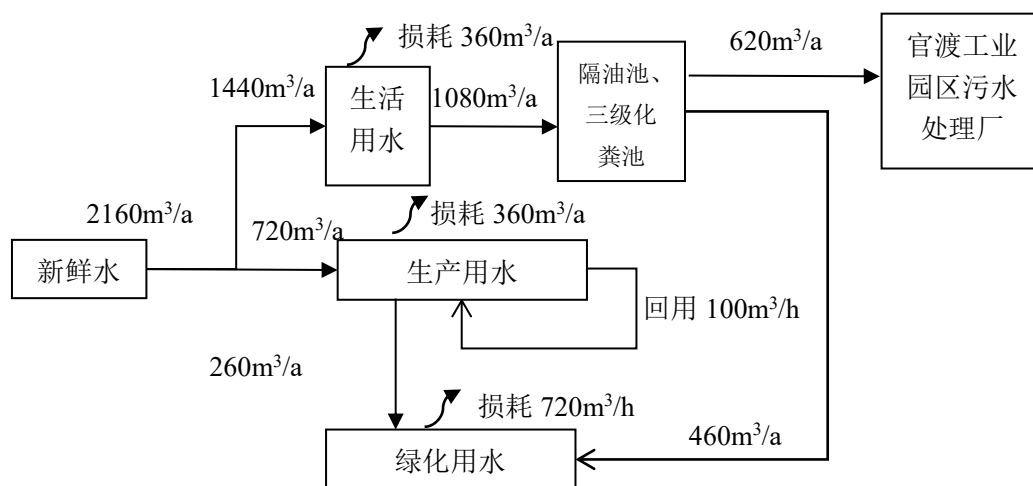 损耗 360m³/a
620m³/a
官渡工业
园区污水
处理厂
隔油池、
三级化
粪池
1440m³/a
生活
用水
1080m³/a
损耗 360m³/a
2160m³/a
720m³/a
新鲜水
生产用水
回用 100m³/h
260m³/a
损耗 720m³/h
460m³/a
绿化用水